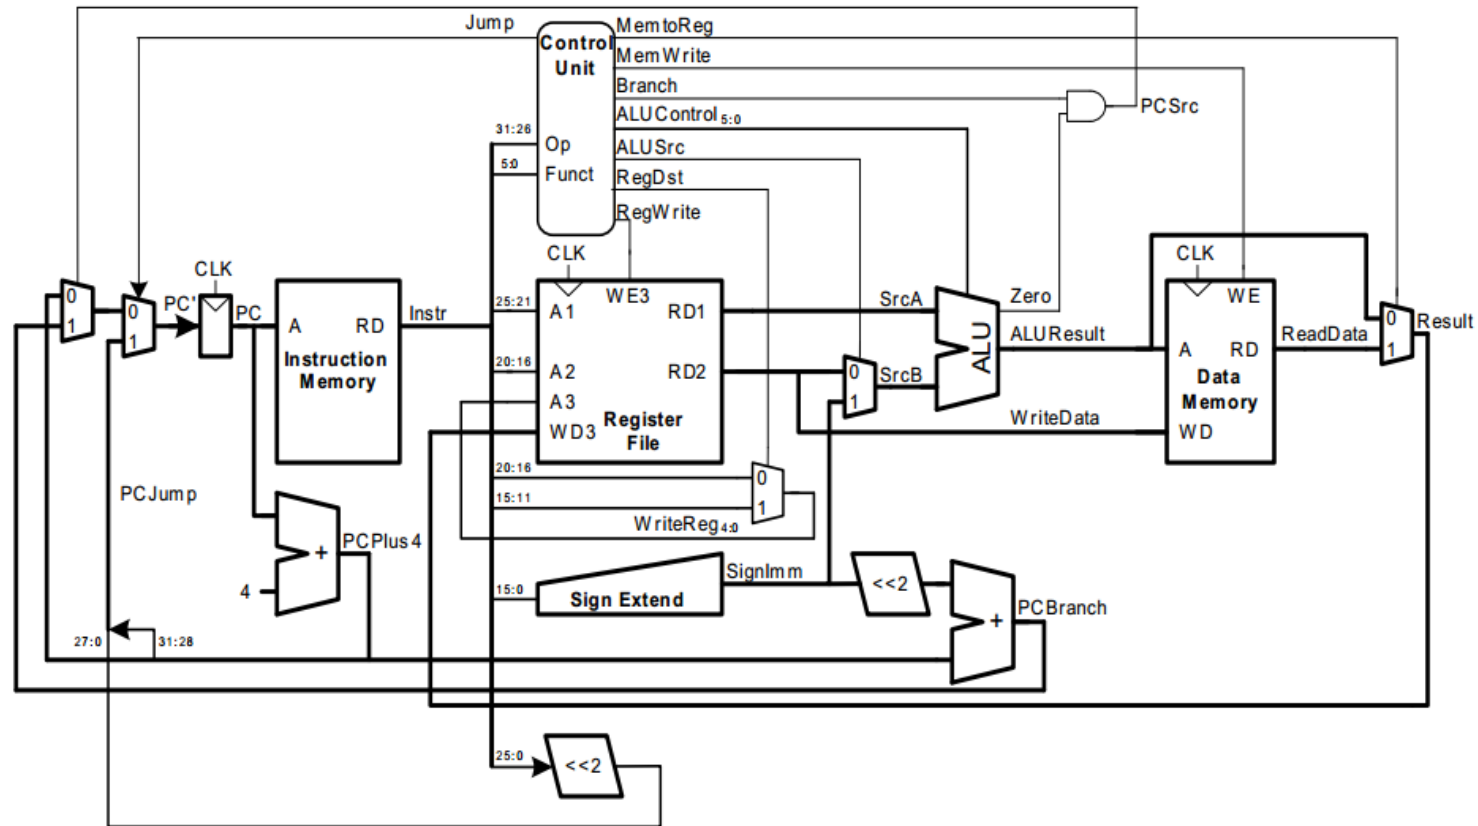 Jump
Control
Unit
MemtoReg
MemWrite
Branch
ALUControl5:0
PCSrc
31:26
Op
ALUSrc
5:0
Funct
RegDst
RegWrite
CLK
CLK
CLK
0
1
0
1
PC'
PC
A
RD
Instruction
Memory
Instr
25:21
A1
WE3
RD1
SrcA
Zero
20:16
A2
RD2
0
1
SrcB
ALU
ALUResult
A3
WD3
Register
File
WE
A
RD
Data
Memory
WD
ReadData
0
1
Result
WriteData
20:16
0
15:11
1
WriteReg4:0
PCJump
PCPlus4
+
4
15:0
Sign Extend
SignImm
<<2
+
PCBranch
27:0
31:28
25:0
<<2